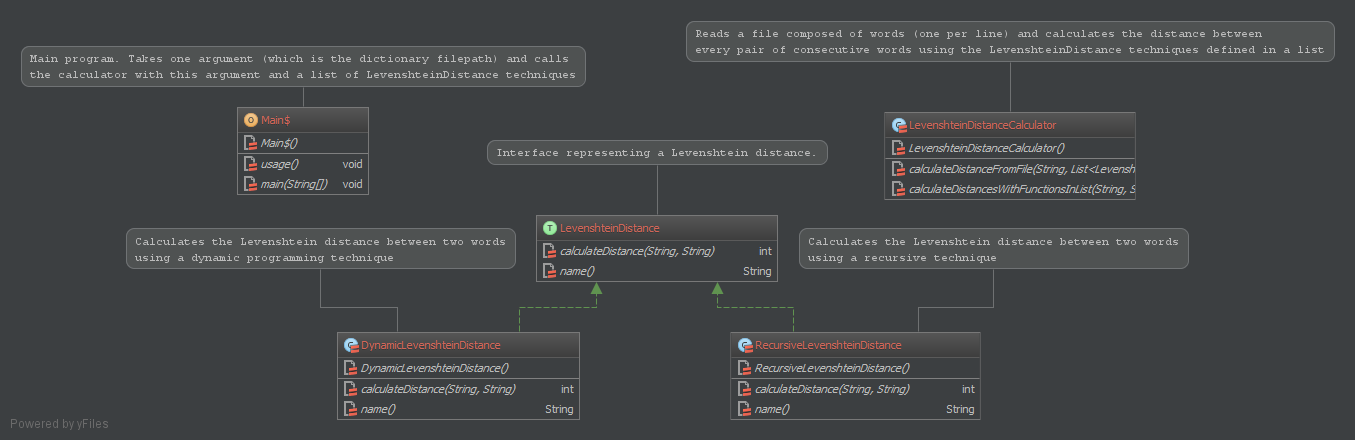 Reads a file composed of words (one per line) and calculates the distance between
every pair of consecutive words using the LevenshteinDistance techniques defined in a list
Main program. Takes one argument (which is the dictionary filepath) and calls
the calculator with this argument and a list of LevenshteinDistance techniques
Main$
Main$()
usage() void
main(String[]) void
LevenshteinDistanceCalculator
LevenshteinDistanceCalculator()
calculateDistanceFromFile(String, List<Levensh
calculateDistancesWithFunctionsInList(String, S
Interface representing a Levenshtein distance.
LevenshteinDistance
calculateDistance(String, String) int
name() String
Calculates the Levenshtein distance between two words
using a dynamic programming technique
Calculates the Levenshtein distance between two words
using a recursive technique
DynamicLevenshteinDistance
DynamicLevenshteinDistance()
calculateDistance(String, String) int
name() String
RecursiveLevenshteinDistance
RecursiveLevenshteinDistance()
calculateDistance(String, String) int
name() String
Powered by yFiles